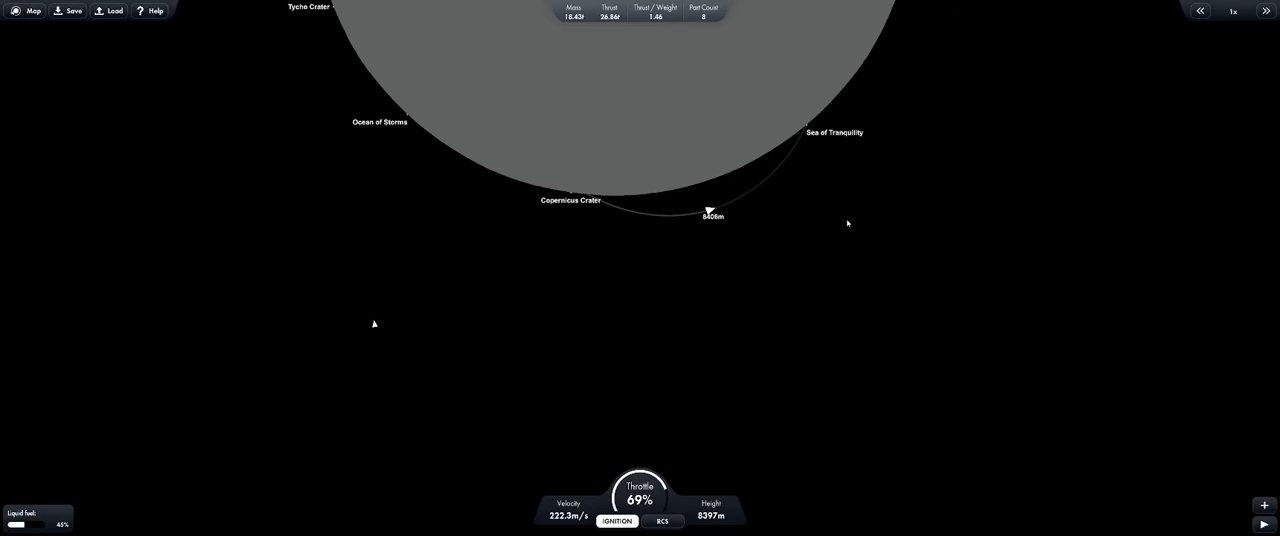 Map Save Load Help
Tycho Crater
Mass Thrust Thrust / Weight Part Count
18.43t 26.86t 1.46 8
1x
Ocean of Storms
Sea of Tranquility
Copernicus Crater
8406m
Throttle
69%
Velocity Height
222.3m/s 8397m
IGNITION RCS
Liquid fuel:
45%